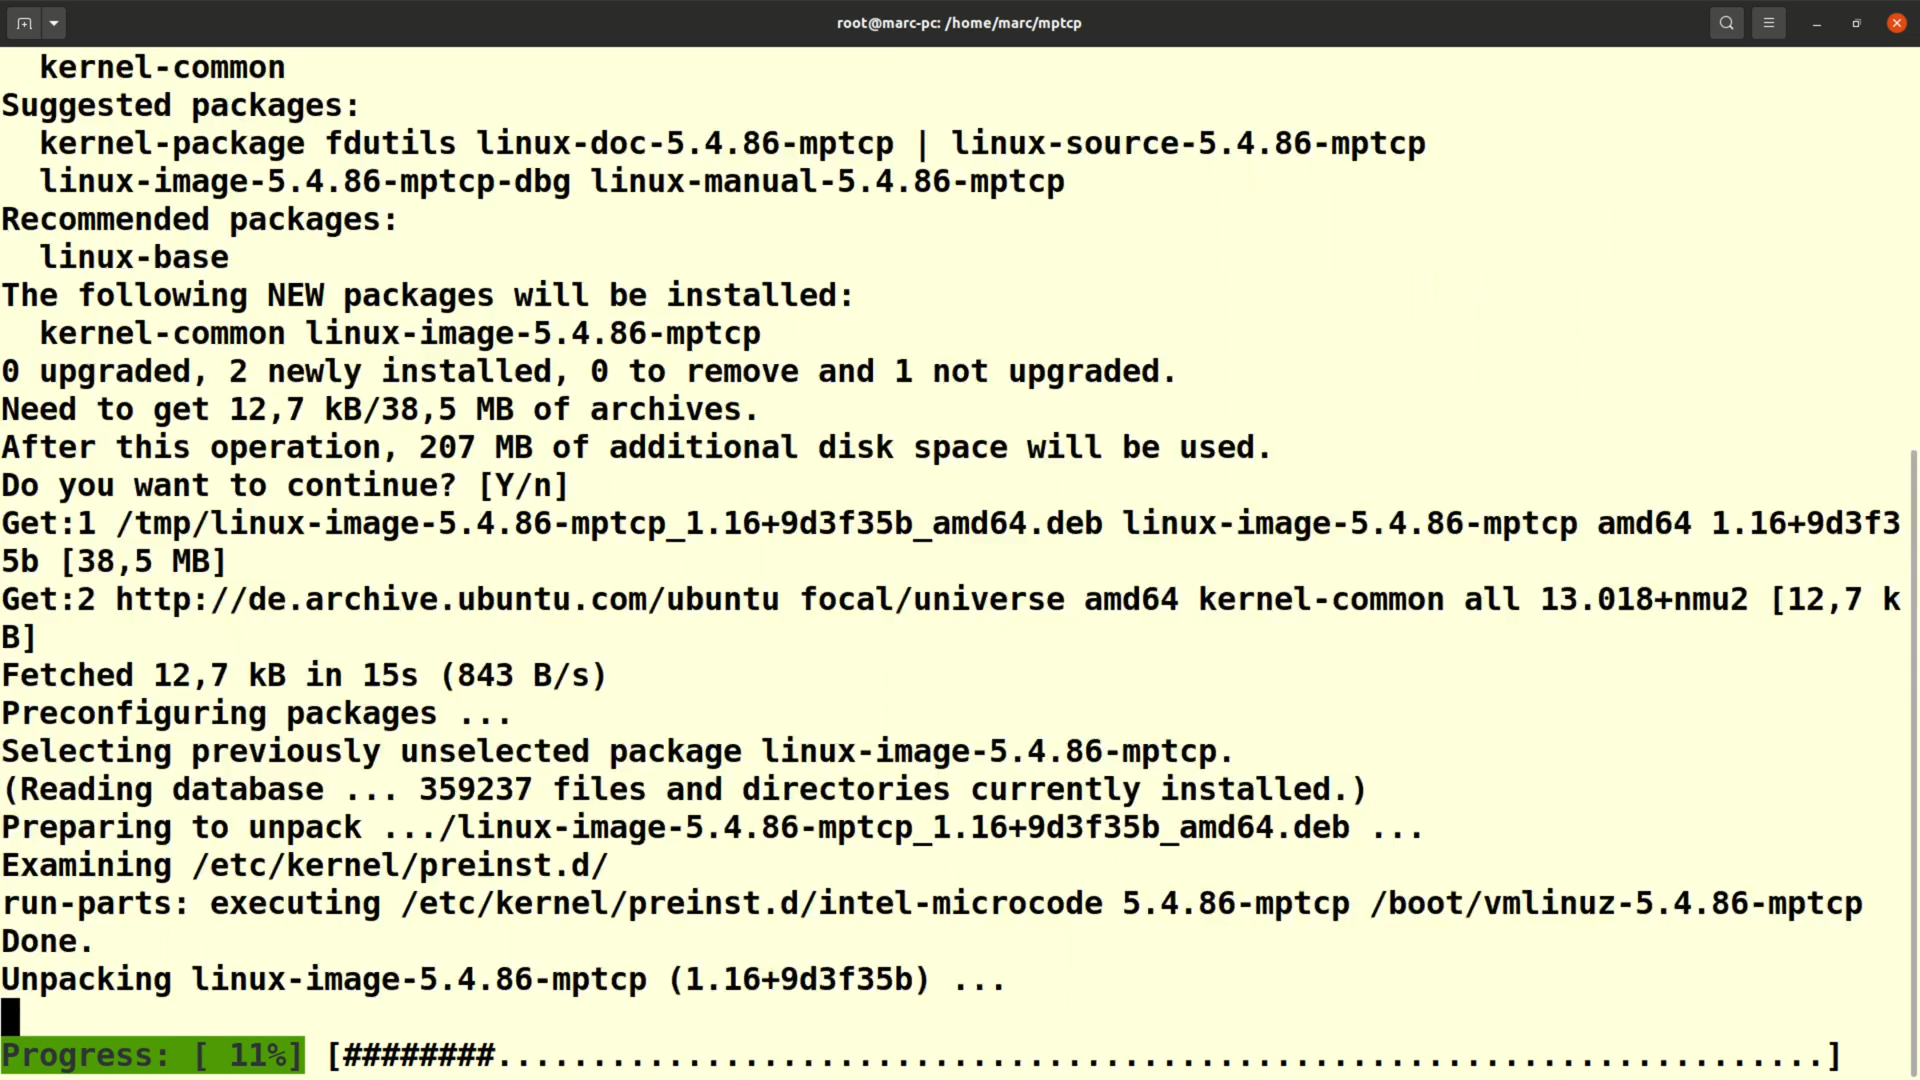 root@marc-pc: /home/marc/mptcp
  kernel-common
Suggested packages:
  kernel-package fdutils linux-doc-5.4.86-mptcp | linux-source-5.4.86-mptcp
  linux-image-5.4.86-mptcp-dbg linux-manual-5.4.86-mptcp
Recommended packages:
  linux-base
The following NEW packages will be installed:
  kernel-common linux-image-5.4.86-mptcp
0 upgraded, 2 newly installed, 0 to remove and 1 not upgraded.
Need to get 12,7 kB/38,5 MB of archives.
After this operation, 207 MB of additional disk space will be used.
Do you want to continue? [Y/n]
Get:1 /tmp/linux-image-5.4.86-mptcp_1.16+9d3f35b_amd64.deb linux-image-5.4.86-mptcp amd64 1.16+9d3f3
5b [38,5 MB]
Get:2 http://de.archive.ubuntu.com/ubuntu focal/universe amd64 kernel-common all 13.018+nmu2 [12,7 k
B]
Fetched 12,7 kB in 15s (843 B/s)
Preconfiguring packages ...
Selecting previously unselected package linux-image-5.4.86-mptcp.
(Reading database ... 359237 files and directories currently installed.)
Preparing to unpack .../linux-image-5.4.86-mptcp_1.16+9d3f35b_amd64.deb ...
Examining /etc/kernel/preinst.d/
run-parts: executing /etc/kernel/preinst.d/intel-microcode 5.4.86-mptcp /boot/vmlinuz-5.4.86-mptcp
Done.
Unpacking linux-image-5.4.86-mptcp (1.16+9d3f35b) ...
Progress: [ 11%] [########......................................................................]